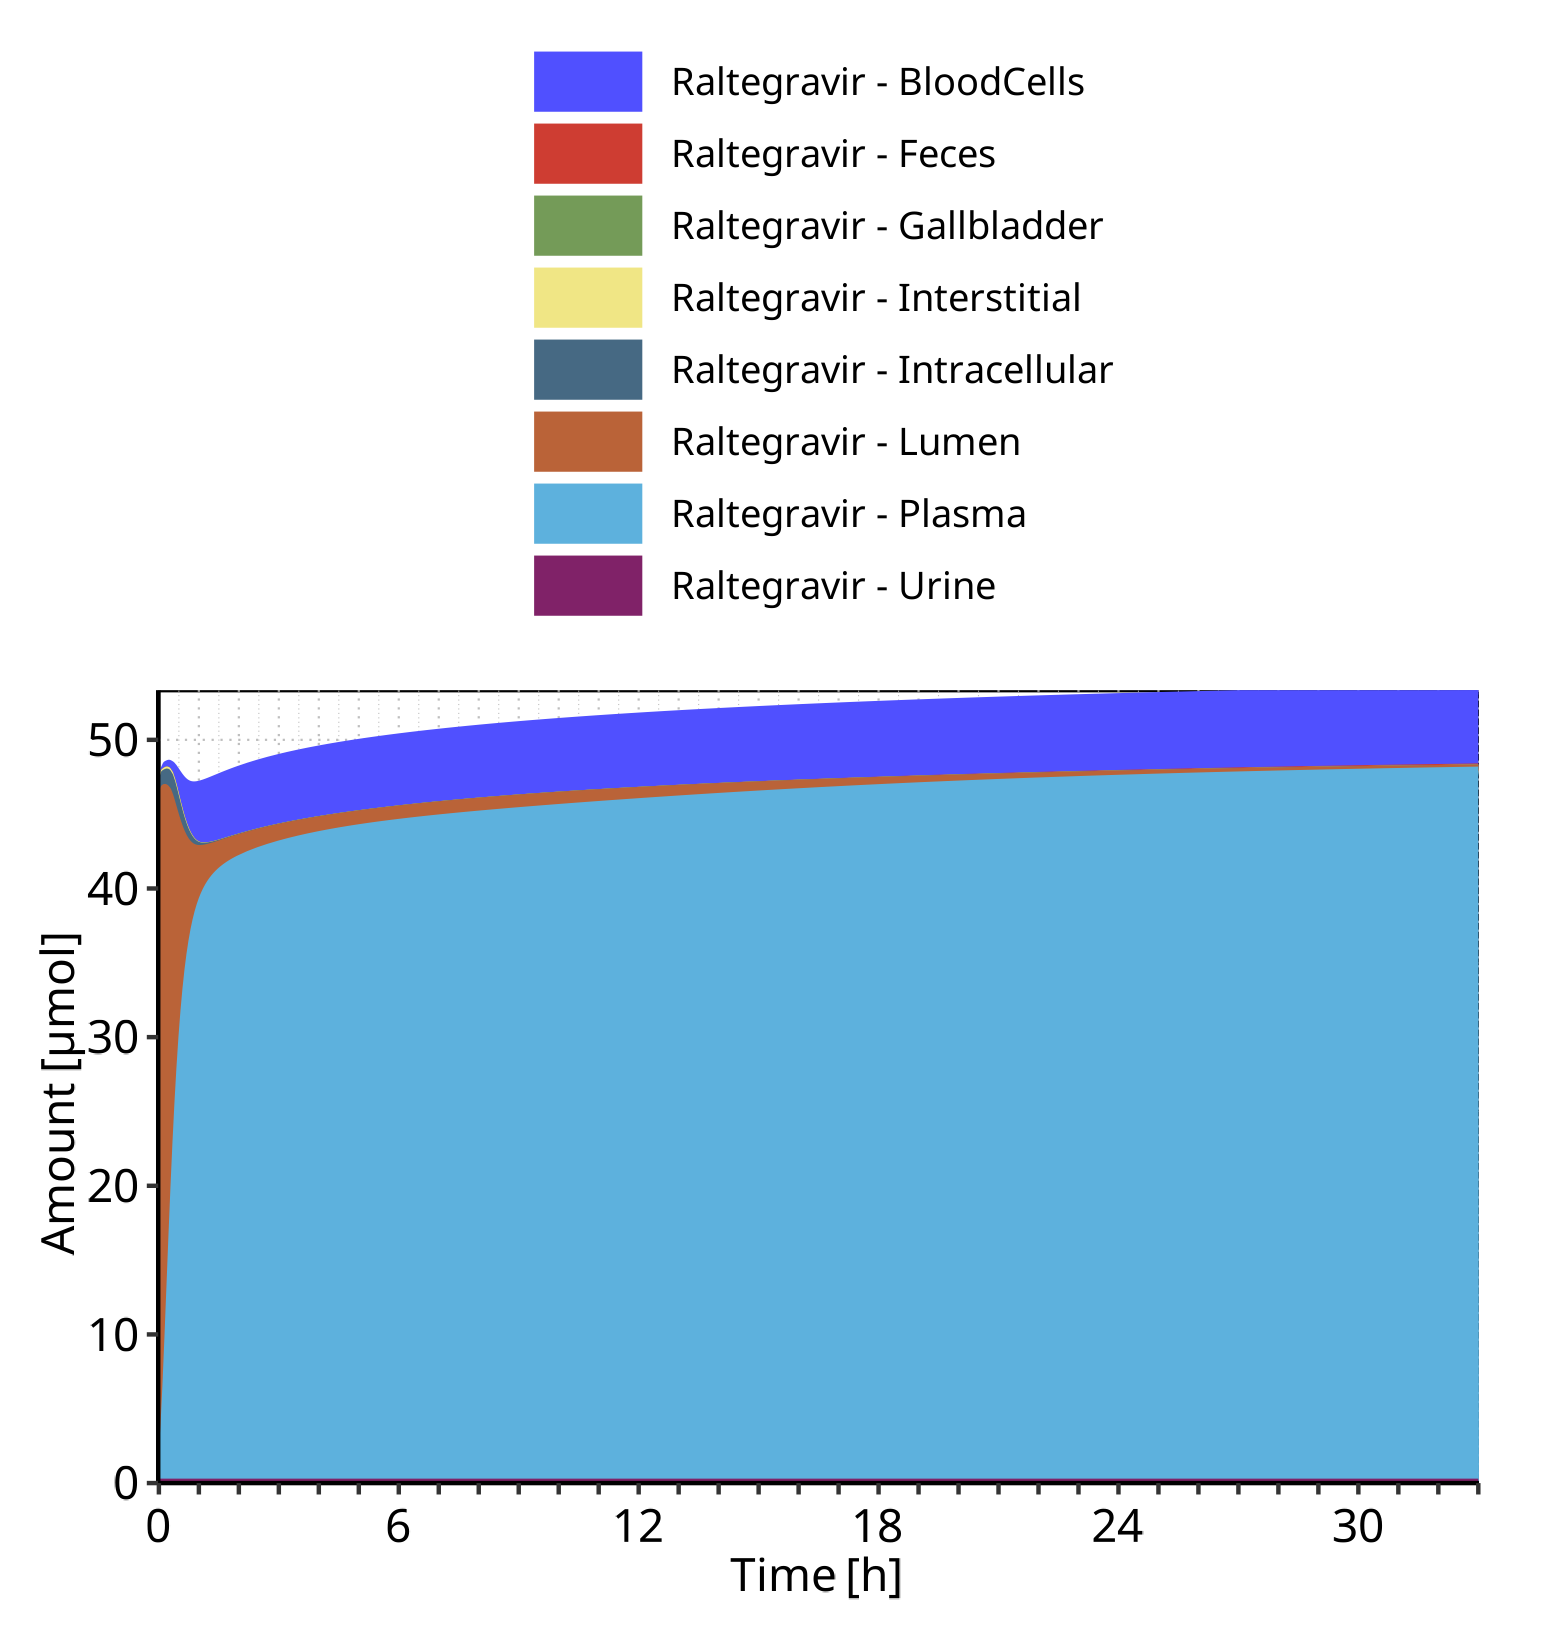 Raltegravir - BloodCells
Raltegravir - Feces
Raltegravir - Gallbladder
Raltegravir - Interstitial
Raltegravir - Intracellular
Raltegravir - Lumen
Raltegravir - Plasma
Raltegravir - Urine
Amount [µmol]
50
40
30
20
10
0
0 6 12 18 24 30
Time [h]